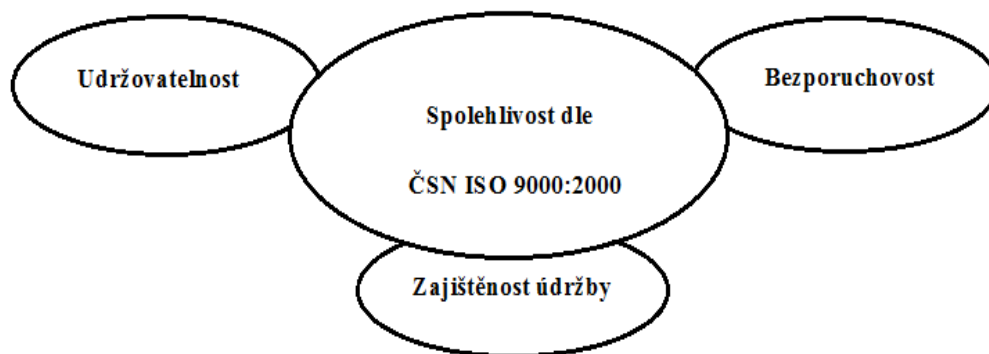 Udržovatelnost
Bezporuchovost
Spolehlivost dle
ČSN ISO 9000:2000
Zajištěnost údržby